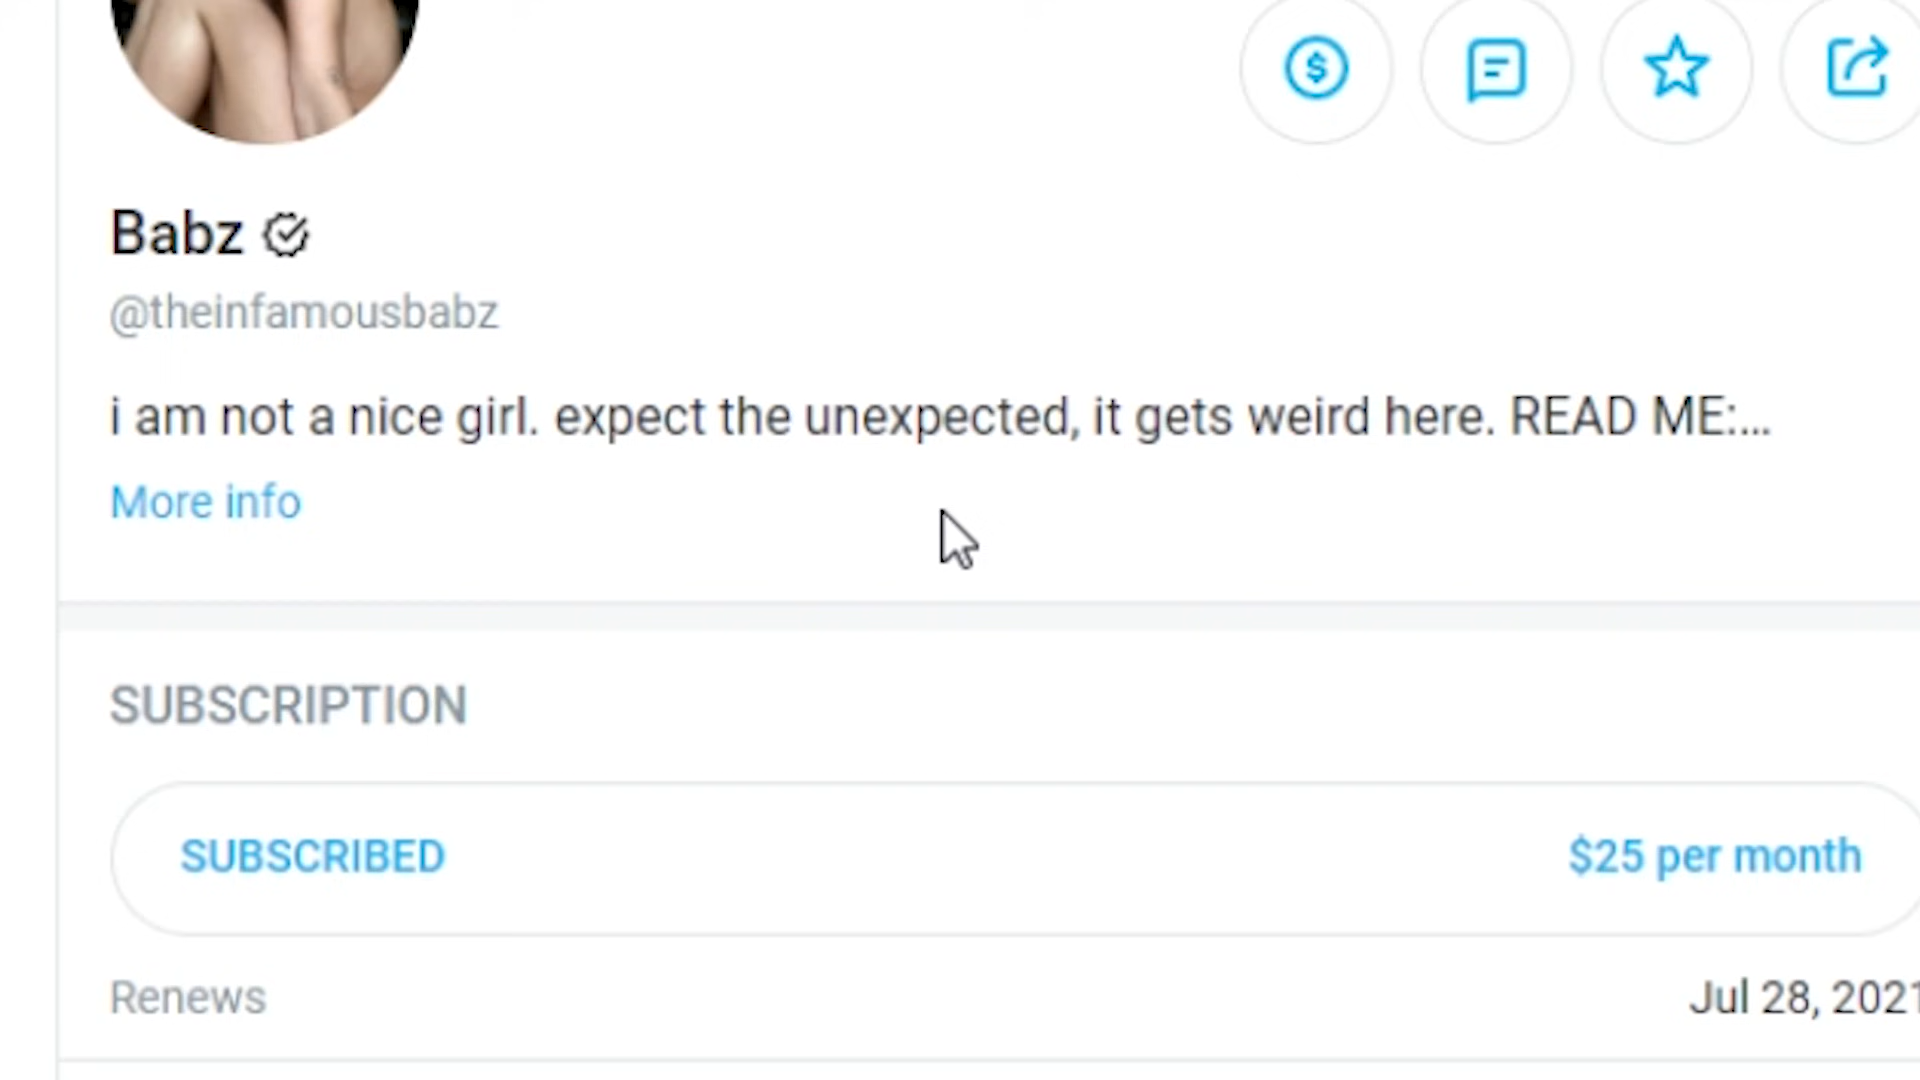 Babz
@theinfamousbabz
i am not a nice girl. expect the unexpected, it gets weird here. READ ME:...
More info
SUBSCRIPTION
SUBSCRIBED
$25 per month
Renews
Jul 28, 2021